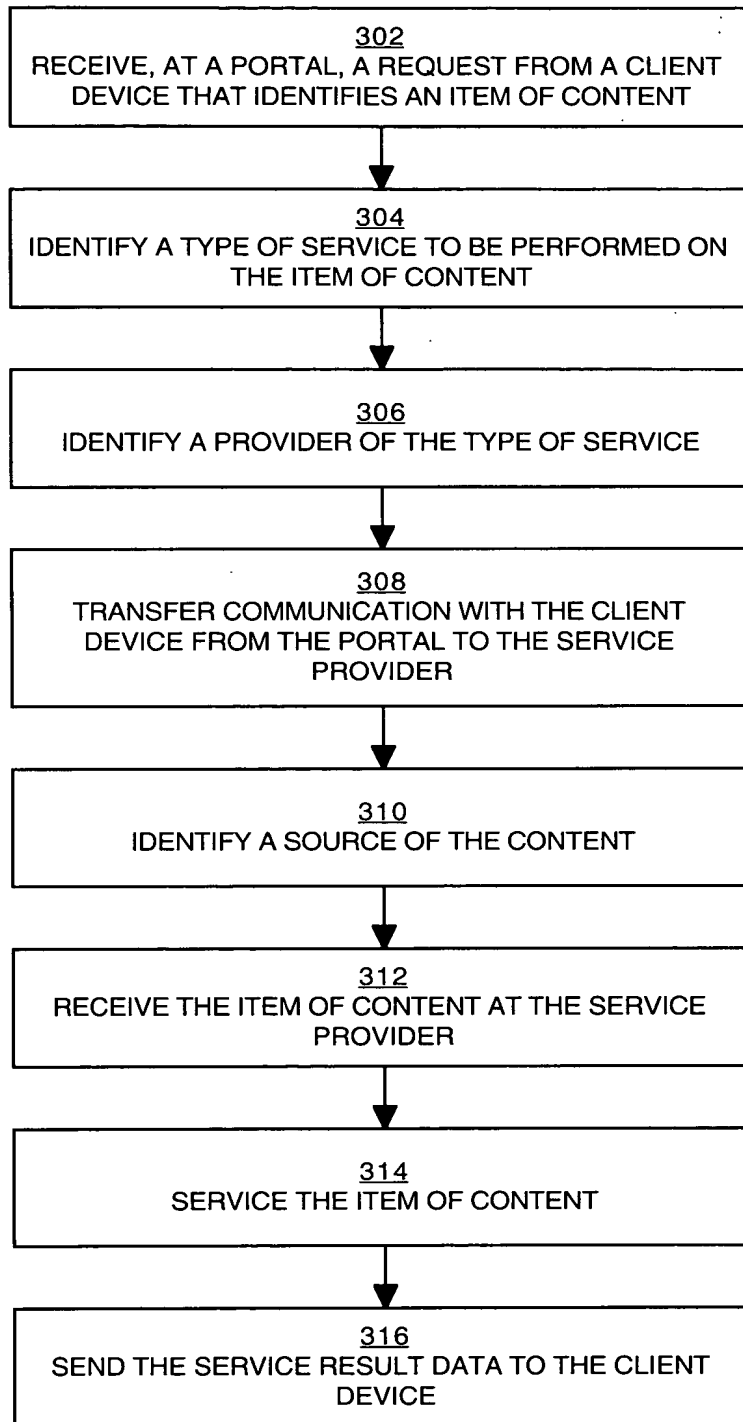 302
RECEIVE, AT A PORTAL, A REQUEST FROM A CLIENT
DEVICE THAT IDENTIFIES AN ITEM OF CONTENT
304
IDENTIFY A TYPE OF SERVICE TO BE PERFORMED ON
THE ITEM OF CONTENT
306
IDENTIFY A PROVIDER OF THE TYPE OF SERVICE
308
TRANSFER COMMUNICATION WITH THE CLIENT
DEVICE FROM THE PORTAL TO THE SERVICE
PROVIDER
310
IDENTIFY A SOURCE OF THE CONTENT
312
RECEIVE THE ITEM OF CONTENT AT THE SERVICE
PROVIDER
314
SERVICE THE ITEM OF CONTENT
316
SEND THE SERVICE RESULT DATA TO THE CLIENT
DEVICE